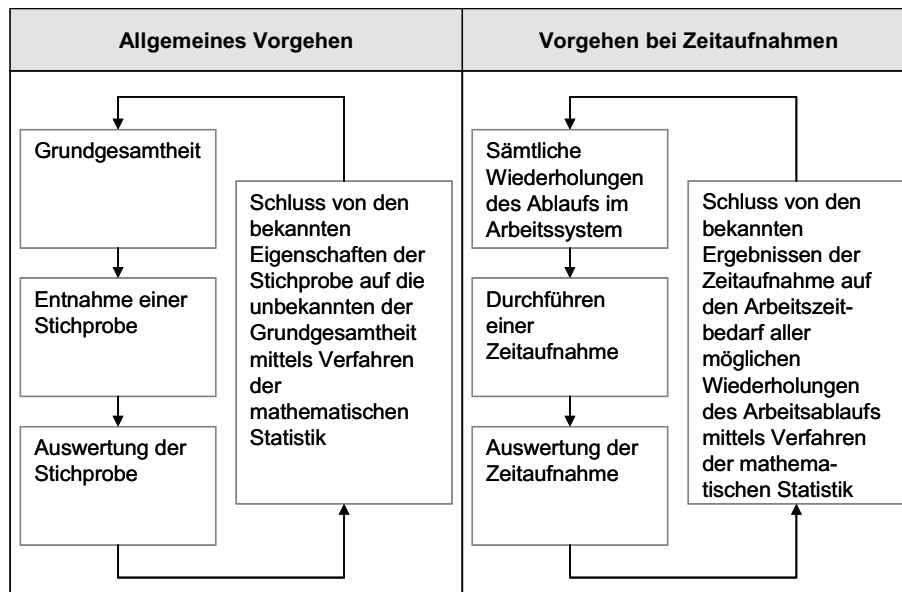 Allgemeines Vorgehen
Grundgesamtheit
Entnahme einer
Stichprobe
Auswertung der
Stichprobe
Schluss von den
bekannten
Eigenschaften der
Stichprobe auf die
unbekannten der
Grundgesamtheit
mittels Verfahren
der
mathematischen
Statistik
Vorgehen bei Zeitaufnahmen
Sämtliche
Wiederholungen
des Ablaufs im
Arbeitssystem
Durchführen
einer
Zeitaufnahme
Auswertung der
Zeitaufnahme
Schluss von den
bekannten
Ergebnissen der
Zeitaufnahme auf
den Arbeitszeit-
bedarf aller
möglichen
Wiederholungen
des Arbeitsablaufs
mittels Verfahren
der mathema-
tischen Statistik